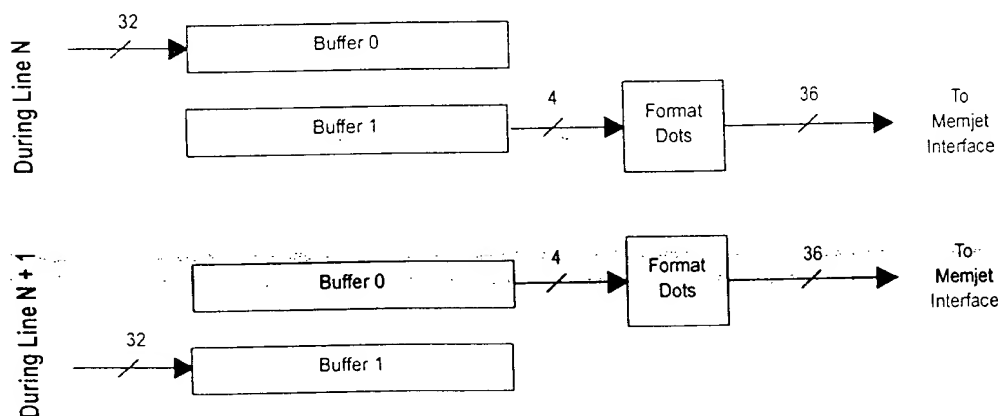 During Line N
32
Buffer 0
Buffer 1
4
Format
Dots
36
To
Memjet
Interface
During Line N + 1
Buffer 0
4
Format
Dots
36
To
Memjet
Interface
32
Buffer 1